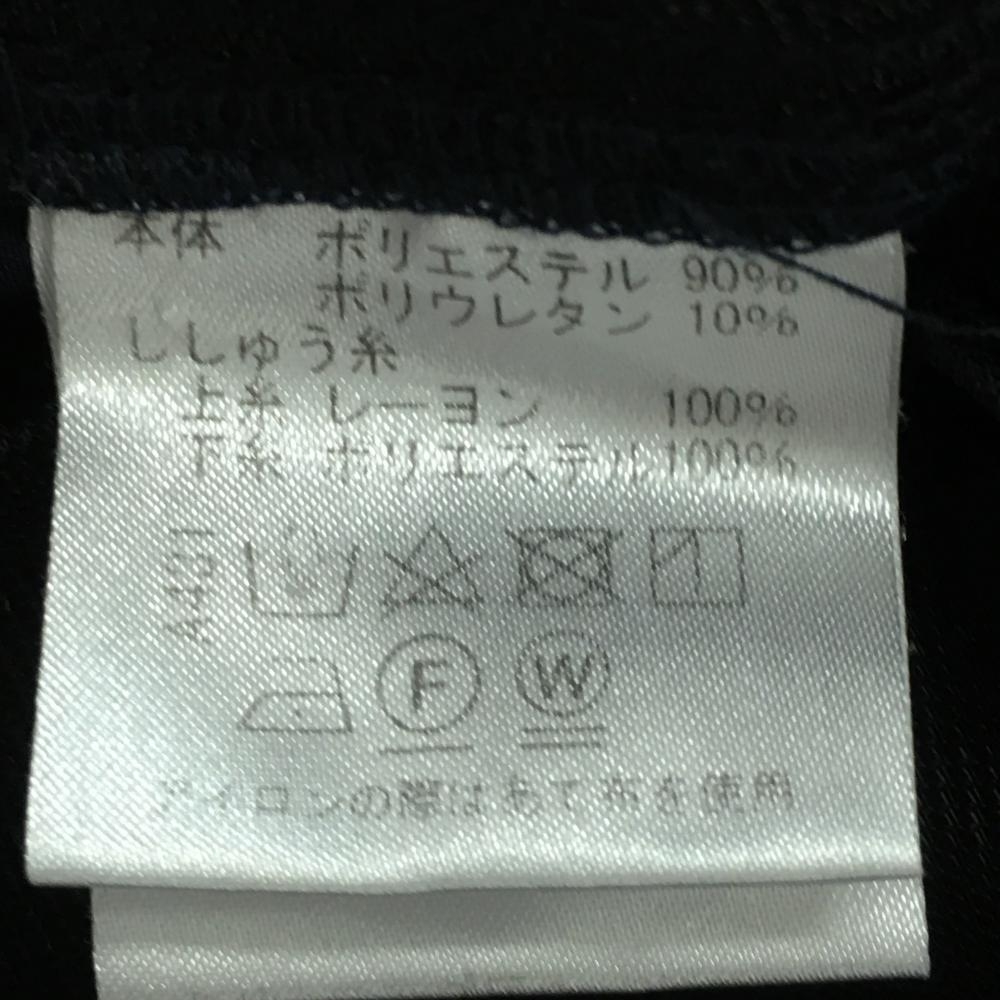 本体 ポリエステル 90%
ポリウレタン 10%
ししゅう糸
上糸 レーヨン 100%
下糸 ポリエステル100%
F W
アイロンの際はあて布を使用